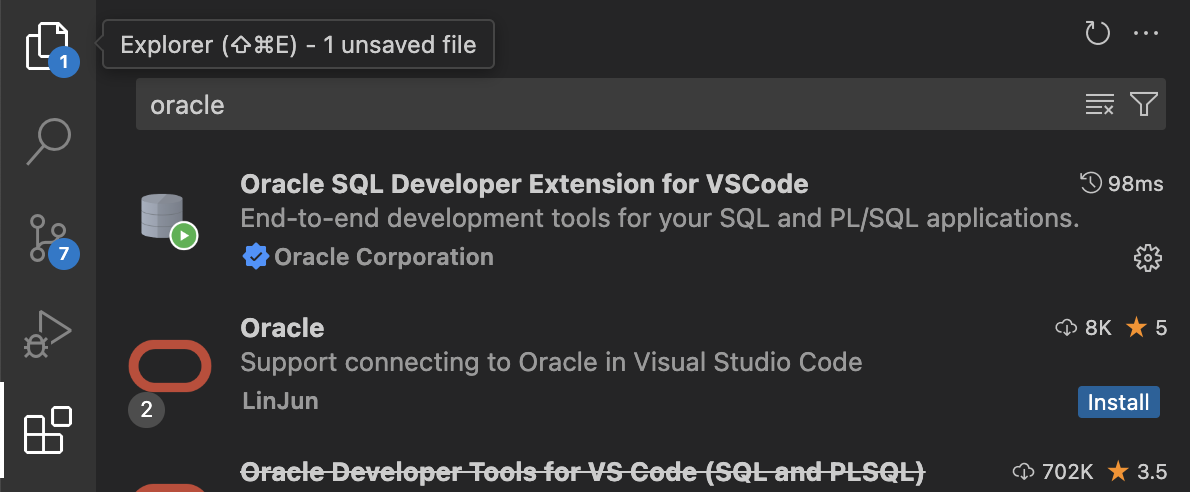 Explorer (⇧⌘E) - 1 unsaved file
1
oracle
Oracle SQL Developer Extension for VSCode
98ms
End-to-end development tools for your SQL and PL/SQL applications.
Oracle Corporation
7
Oracle
8K
5
Support connecting to Oracle in Visual Studio Code
LinJun
Install
2
Oracle Developer Tools for VS Code (SQL and PLSQL)
702K
3.5